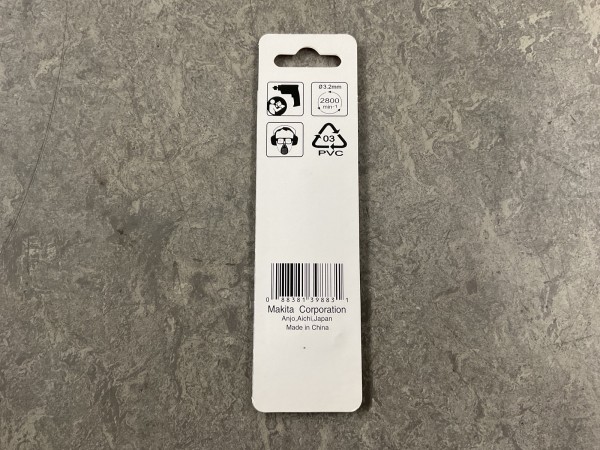 Ø3.2mm
2800
min-1
03
PVC
0 88381 39883 1
Makita Corporation
Anjo,Aichi,Japan
Made in China